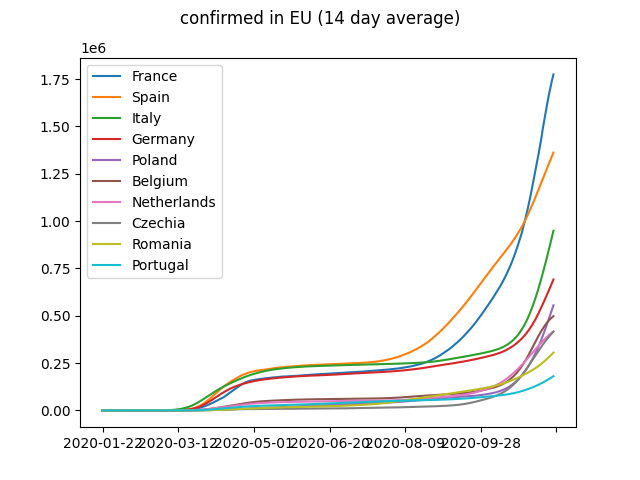 confirmed in EU (14 day average)
1e6
1.75
1.50
1.25
1.00
0.75
0.50
0.25
0.00
France
Spain
Italy
Germany
Poland
Belgium
Netherlands
Czechia
Romania
Portugal
2020-01-22 2020-03-12 2020-05-01 2020-06-20 2020-08-09 2020-09-28